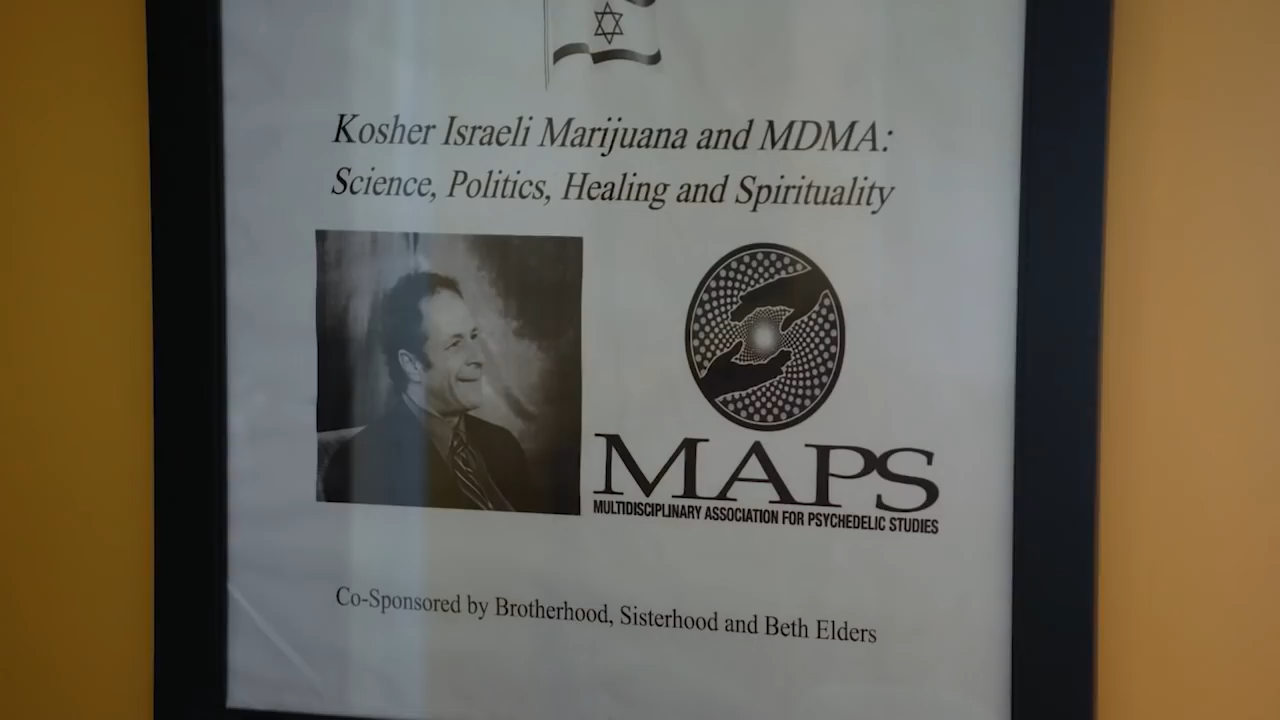 Kosher Israeli Marijuana and MDMA:
Science, Politics, Healing and Spirituality
MAPS
MULTIDISCIPLINARY ASSOCIATION FOR PSYCHEDELIC STUDIES
Co-Sponsored by Brotherhood, Sisterhood and Beth Elders